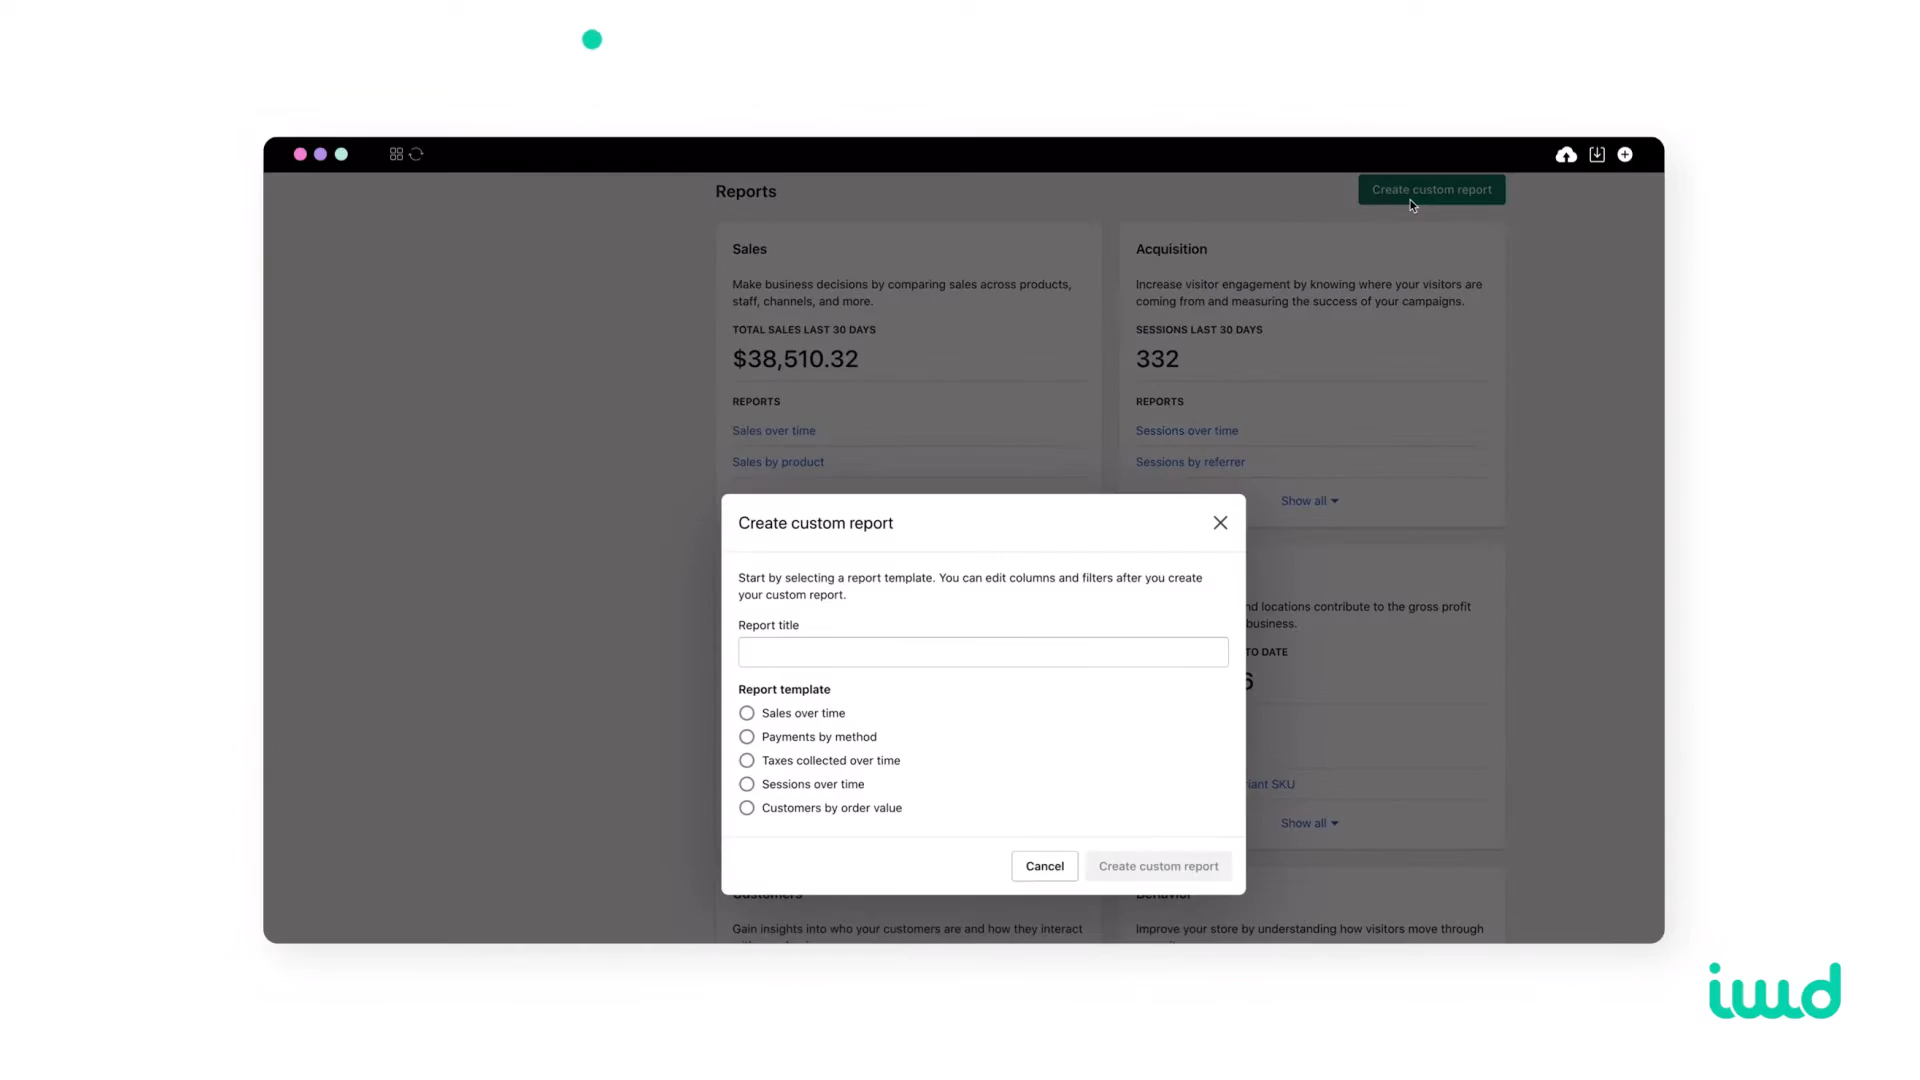 Reports
Create custom report
Sales
Make business decisions by comparing sales across products,
staff, channels, and more.
TOTAL SALES LAST 30 DAYS
$38,510.32
REPORTS
Sales over time
Sales by product
Acquisition
Increase visitor engagement by knowing where your visitors are
coming from and measuring the success of your campaigns.
SESSIONS LAST 30 DAYS
332
REPORTS
Sessions over time
Sessions by referrer
Show all
Create custom report
Start by selecting a report template. You can edit columns and filters after you create
your custom report.
Report title
Report template
Sales over time
Payments by method
Taxes collected over time
Sessions over time
Customers by order value
Cancel
Create custom report
locations contribute to the gross profit
business.
TO DATE
SKU
Show all
Customers
Gain insights into who your customers are and how they interact
Behavior
Improve your store by understanding how visitors move through
iwd